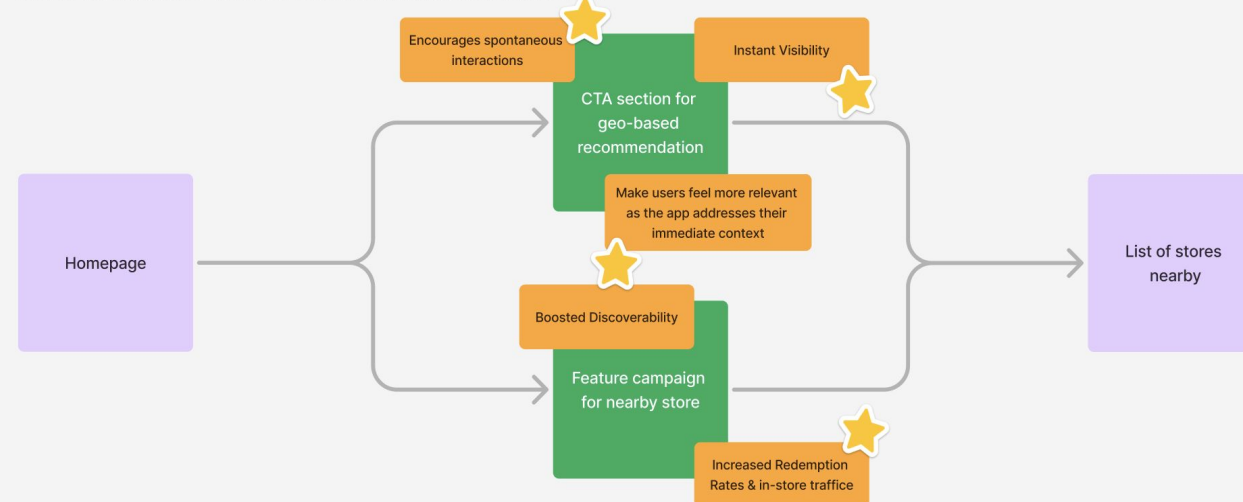 Encourages spontaneous
interactions
Instant Visibility
CTA section for
geo-based
recommendation
Make users feel more relevant
as the app addresses their
immediate context
Homepage
List of stores
nearby
Boosted Discoverability
Feature campaign
for nearby store
Increased Redemption
Rates & in-store traffice